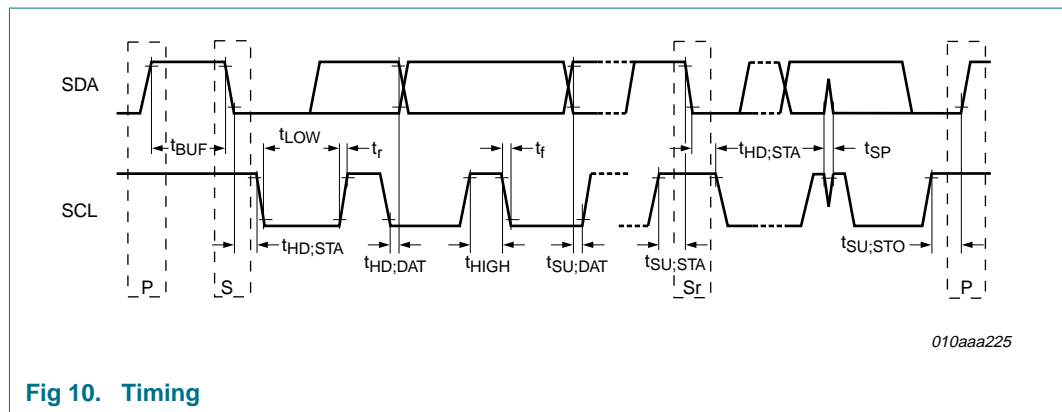 SDA
tBUF
tLOW
tr
tf
tHD;STA
tSP
SCL
tHD;STA
tHD;DAT
tHIGH
tSU;DAT
tSU;STA
tSU;STO
P
S
Sr
P
010aaa225
Fig 10. Timing